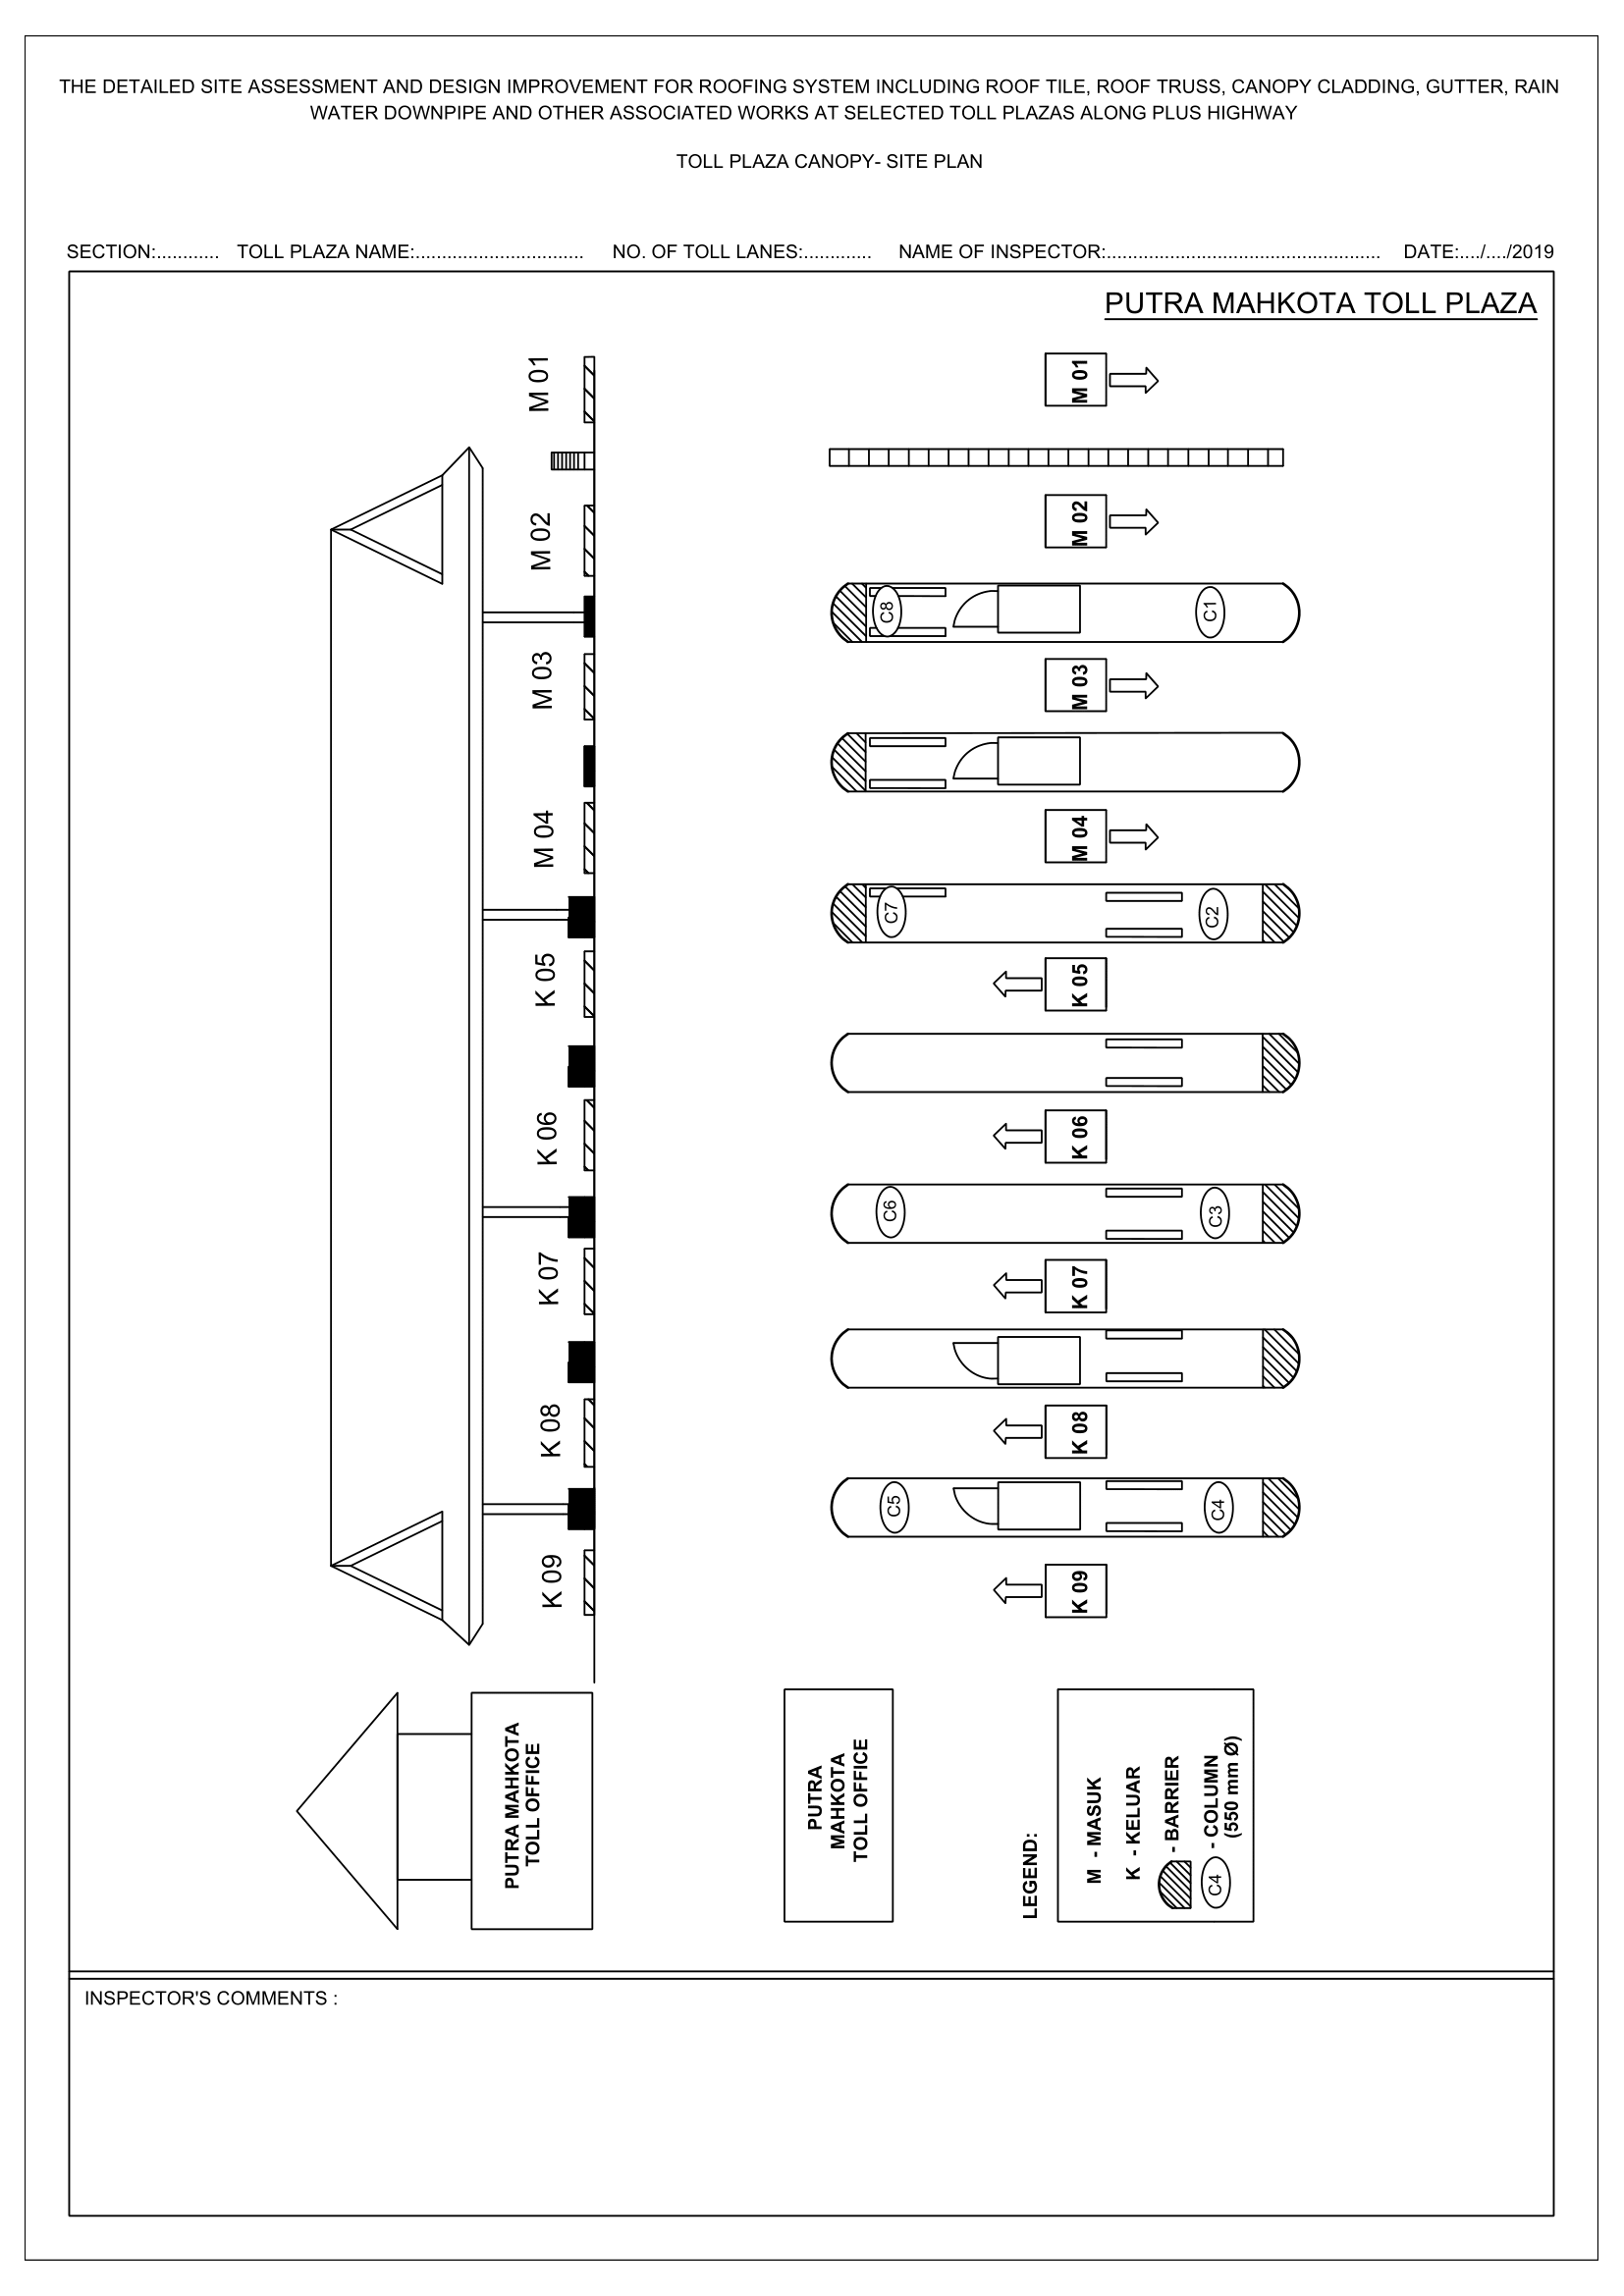 THE DETAILED SITE ASSESSMENT AND DESIGN IMPROVEMENT FOR ROOFING SYSTEM INCLUDING ROOF TILE, ROOF TRUSS, CANOPY CLADDING, GUTTER, RAIN
WATER DOWNPIPE AND OTHER ASSOCIATED WORKS AT SELECTED TOLL PLAZAS ALONG PLUS HIGHWAY
TOLL PLAZA CANOPY- SITE PLAN
SECTION:............ TOLL PLAZA NAME:................................ NO. OF TOLL LANES:............. NAME OF INSPECTOR:.................................................... DATE:..../..../2019
PUTRA MAHKOTA TOLL PLAZA
M 01
M 02
M 03
M 04
K 05
K 06
K 07
K 08
K 09
PUTRA MAHKOTA
TOLL OFFICE
M 01
M 02
C8
C1
M 03
M 04
C7
C2
K 05
K 06
C6
C3
K 07
K 08
C5
C4
K 09
PUTRA
MAHKOTA
TOLL OFFICE
LEGEND:
M - MASUK
K - KELUAR
- BARRIER
C4 - COLUMN
(550 mm Ø)
INSPECTOR'S COMMENTS :